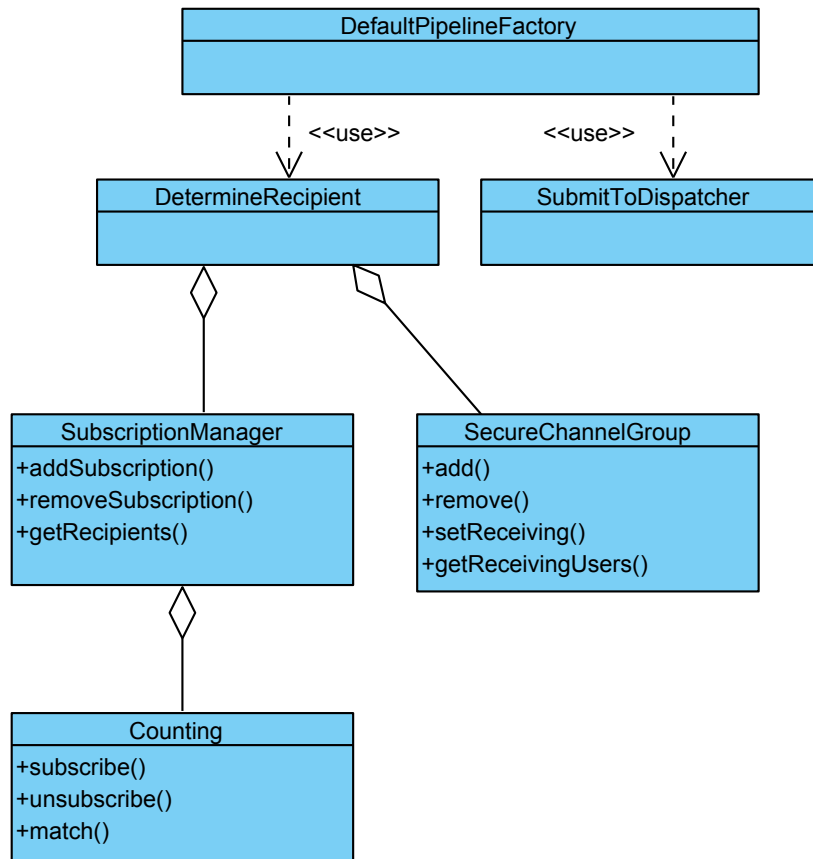 DefaultPipelineFactory
<<use>>
<<use>>
DetermineRecipient
SubmitToDispatcher
SubscriptionManager
+addSubscription()
+removeSubscription()
+getRecipients()
SecureChannelGroup
+add()
+remove()
+setReceiving()
+getReceivingUsers()
Counting
+subscribe()
+unsubscribe()
+match()